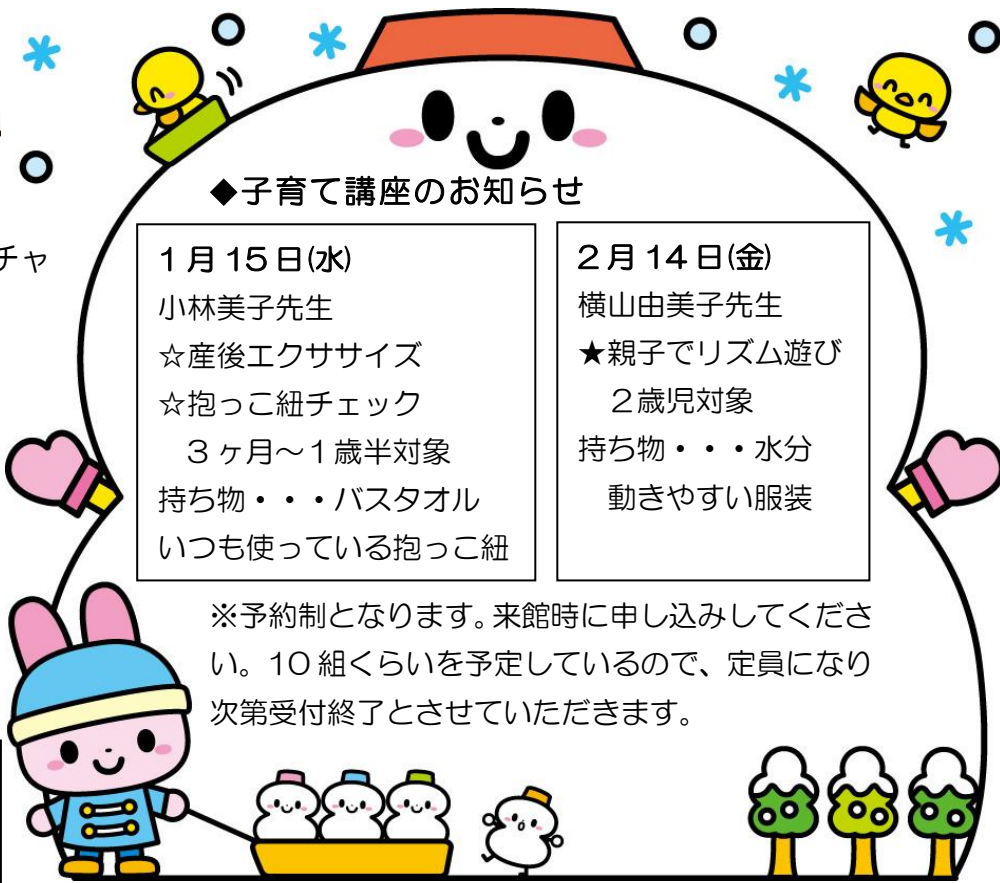 チャ
◆子育て講座のお知らせ
1月15日(水)
小林美子先生
☆産後エクササイズ
☆抱っこ紐チェック
3ヶ月～1歳半対象
持ち物・・・バスタオル
いつも使っている抱っこ紐
2月14日(金)
横山由美子先生
★親子でリズム遊び
2歳児対象
持ち物・・・水分
動きやすい服装
※予約制となります。来館時に申し込みしてくださ
い。10組くらいを予定しているので、定員になり
次第受付終了とさせていただきます。